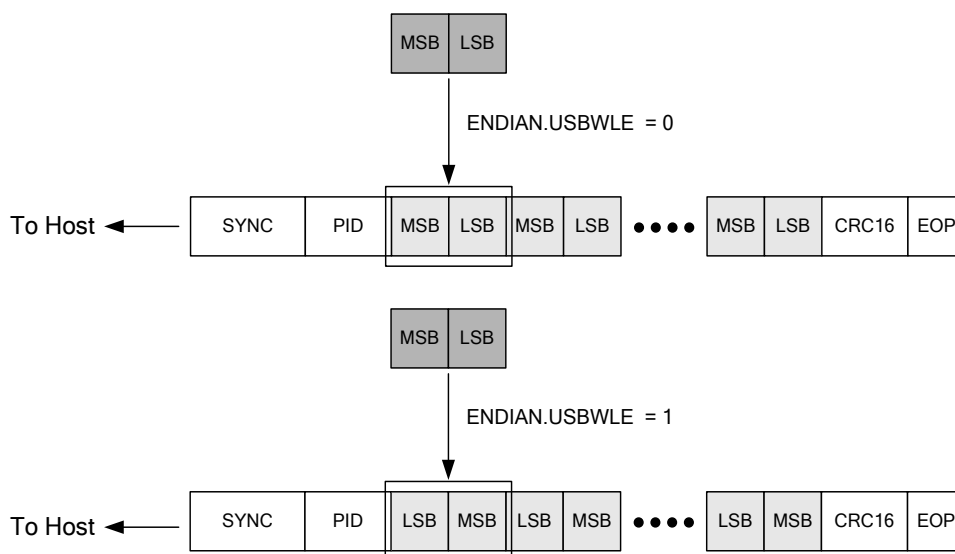 MSB LSB
ENDIAN.USBWLE = 0
To Host SYNC PID MSB LSB MSB LSB MSB LSB CRC16 EOP
MSB LSB
ENDIAN.USBWLE = 1
To Host SYNC PID LSB MSB LSB MSB LSB MSB CRC16 EOP